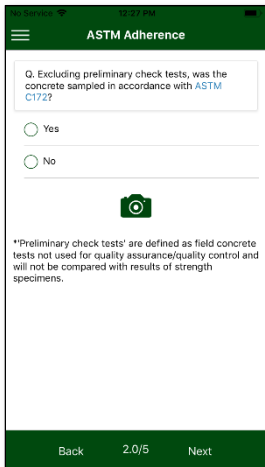 No Service 12:27 PM
ASTM Adherence
Q. Excluding preliminary check tests, was the
concrete sampled in accordance with ASTM
C172?
Yes
No
*'Preliminary check tests' are defined as field concrete
tests not used for quality assurance/quality control and
will not be compared with results of strength
specimens.
Back 2.0/5 Next